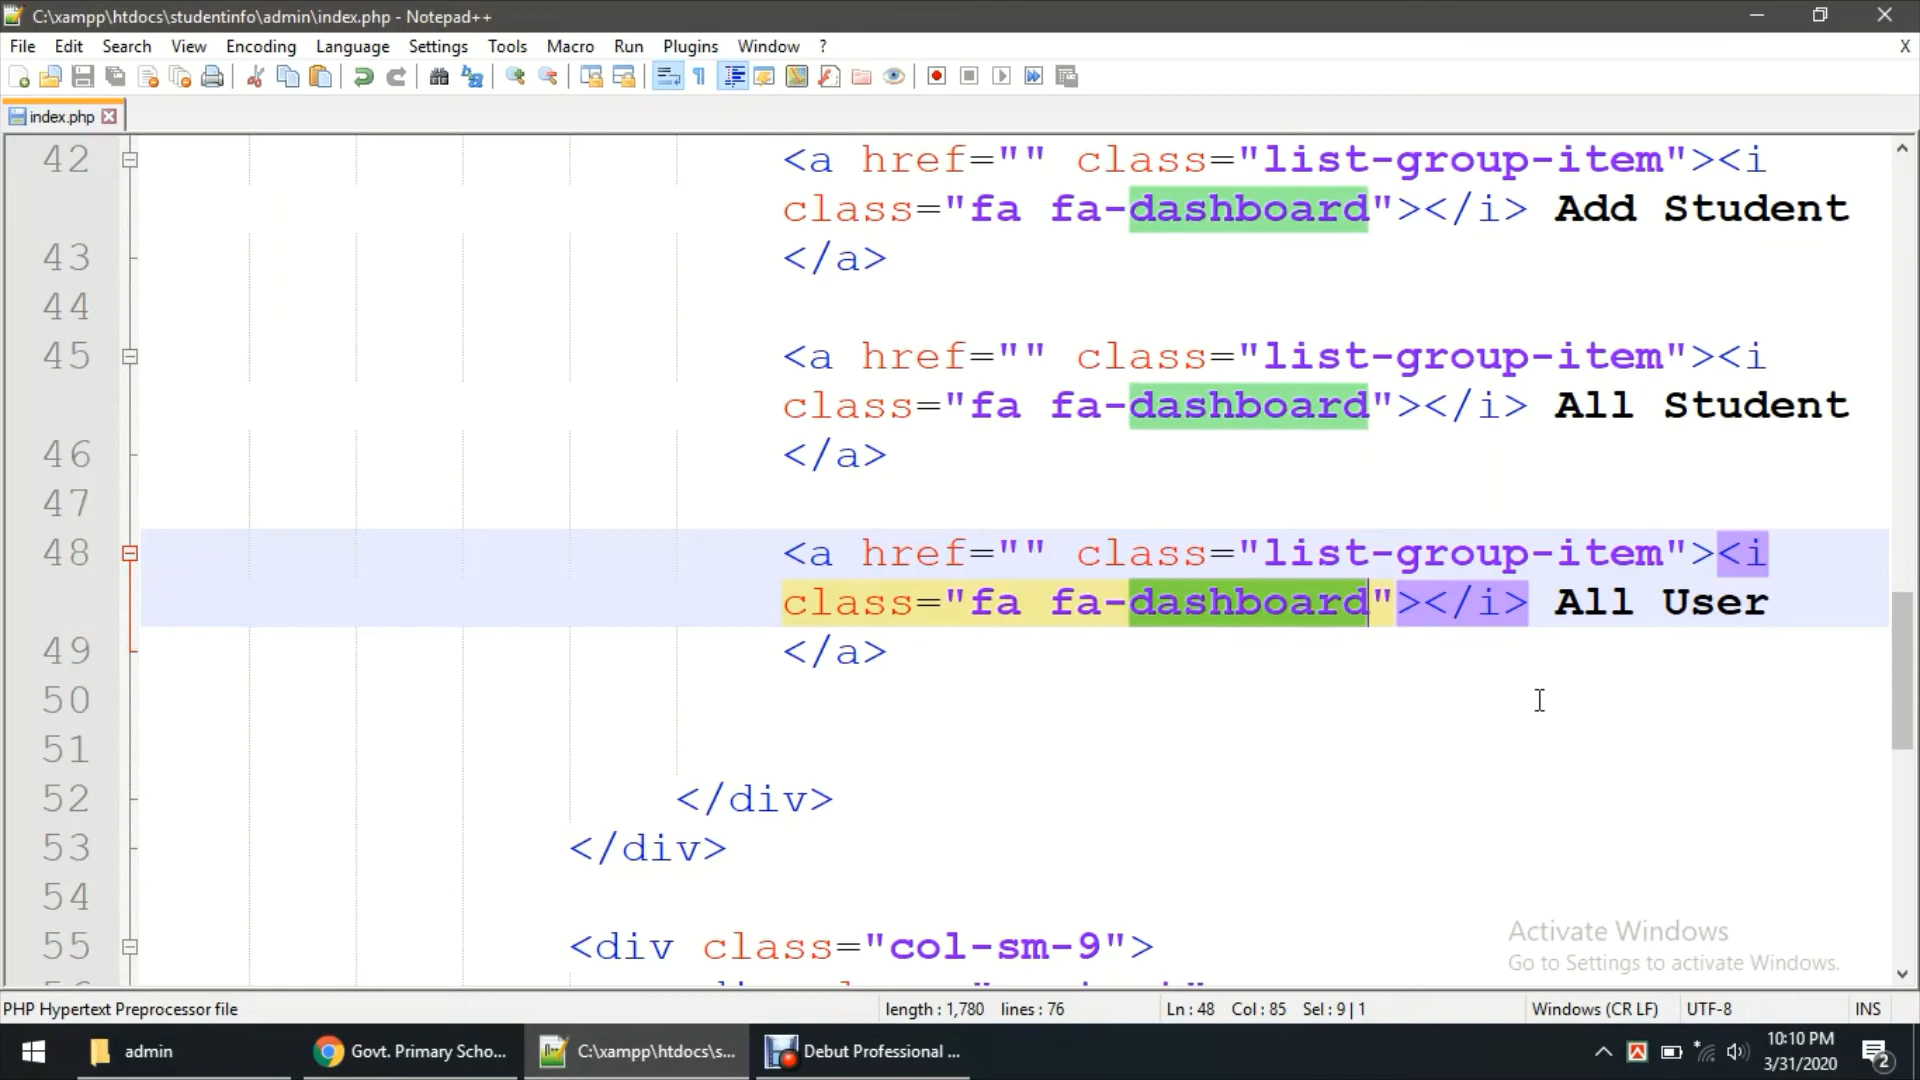 C:\xampp\htdocs\studentinfo\admin\index.php - Notepad++
File Edit Search View Encoding Language Settings Tools Macro Run Plugins Window ? X
index.php
42 <a href="" class="list-group-item"><i
class="fa fa-dashboard"></i> Add Student
43 </a>
44
45 <a href="" class="list-group-item"><i
class="fa fa-dashboard"></i> All Student
46 </a>
47
48 <a href="" class="list-group-item"><i
class="fa fa-dashboard"></i> All User
49 </a>
50
51
52 </div>
53 </div>
54
55 <div class="col-sm-9">
Activate Windows
Go to Settings to activate Windows.
PHP Hypertext Preprocessor file length : 1,780 lines : 76 Ln : 48 Col : 85 Sel : 9 | 1 Windows (CR LF) UTF-8 INS
admin Govt. Primary Scho... C:\xampp\htdocs\s... Debut Professional ... 10:10 PM
3/31/2020 2